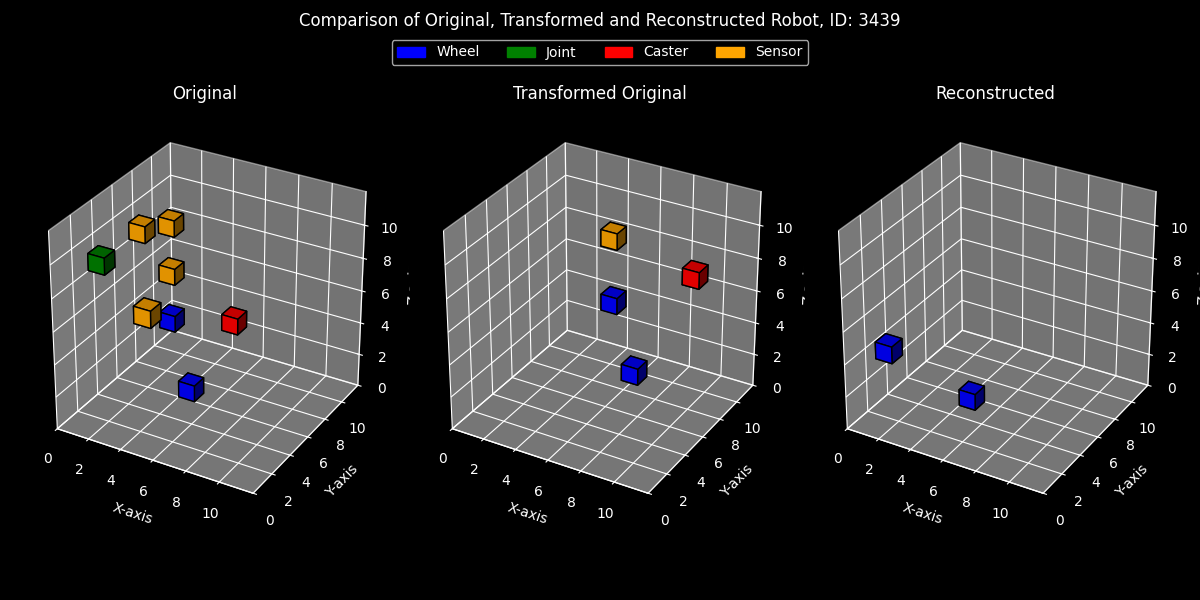 Comparison of Original, Transformed and Reconstructed Robot, ID: 3439
Wheel Joint Caster Sensor
Original Transformed Original Reconstructed
10 10 10
8 8 8
6 6 6
4 4 4
2 2 2
0 0 0
10 10 10
8 8 8
0 2 4 6 8 10 0 2 4 6 8 10 0 2 4 6 8 10
6 6 6
4 4 4
2 2 2
0 0 0
X-axis Y-axis X-axis Y-axis X-axis Y-axis